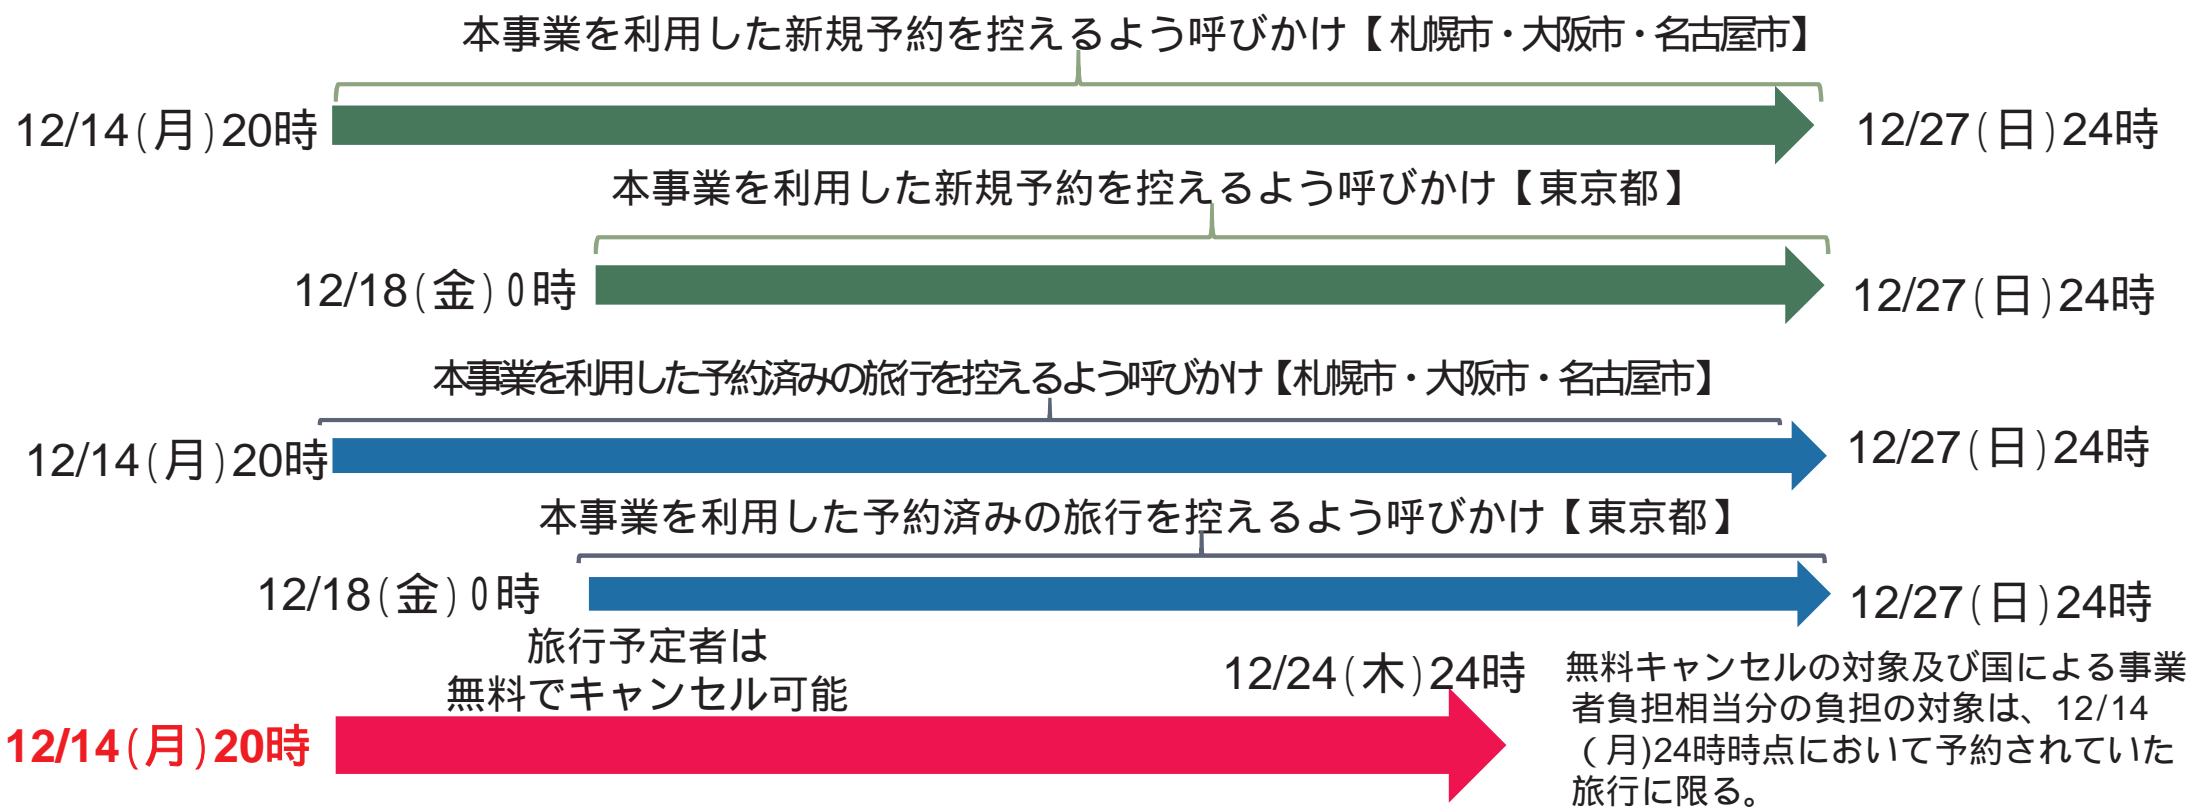 本事業を利用した新規予約を控えるよう呼びかけ【札幌市・大阪市・名古屋市】
12/14(月)20時
12/27(日)24時
本事業を利用した新規予約を控えるよう呼びかけ【東京都】
12/18(金)0時
12/27(日)24時
本事業を利用した予約済みの旅行を控えるよう呼びかけ【札幌市・大阪市・名古屋市】
12/14(月)20時
12/27(日)24時
本事業を利用した予約済みの旅行を控えるよう呼びかけ【東京都】
12/18(金)0時
12/27(日)24時
旅行予定者は
無料でキャンセル可能
12/14(月)20時
12/24(木)24時
無料キャンセルの対象及び国による事業
者負担相当分の負担の対象は、12/14
(月)24時時点において予約されていた
旅行に限る。